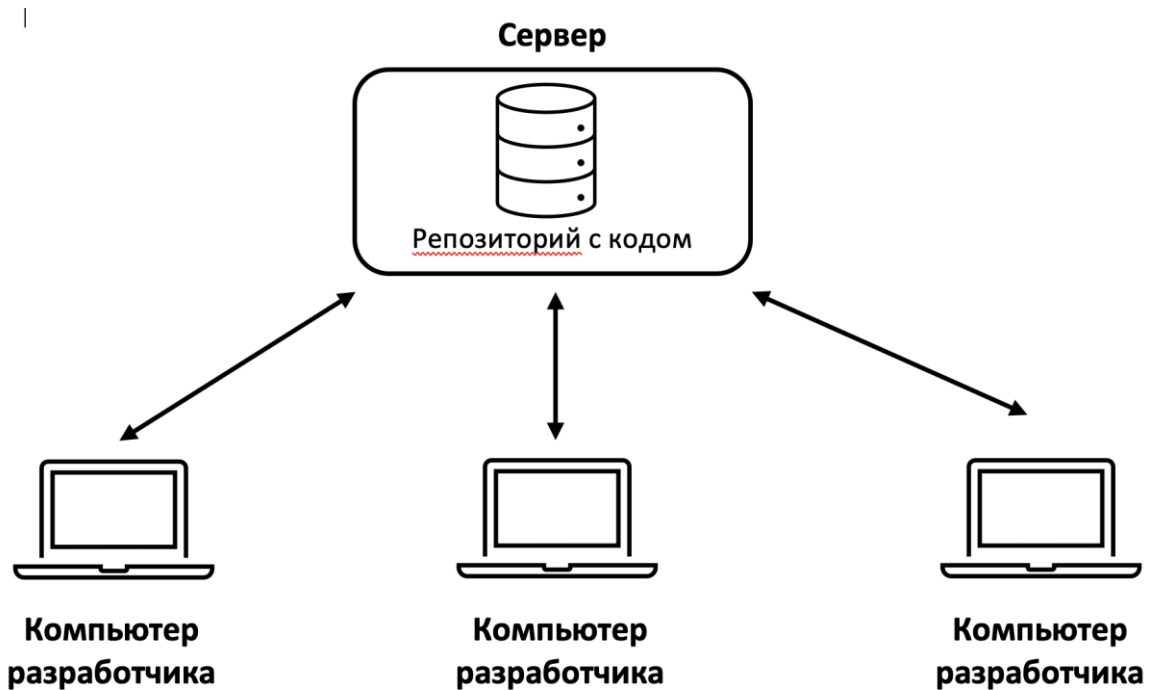 Сервер
Репозиторий с кодом
Компьютер
разработчика
Компьютер
разработчика
Компьютер
разработчика